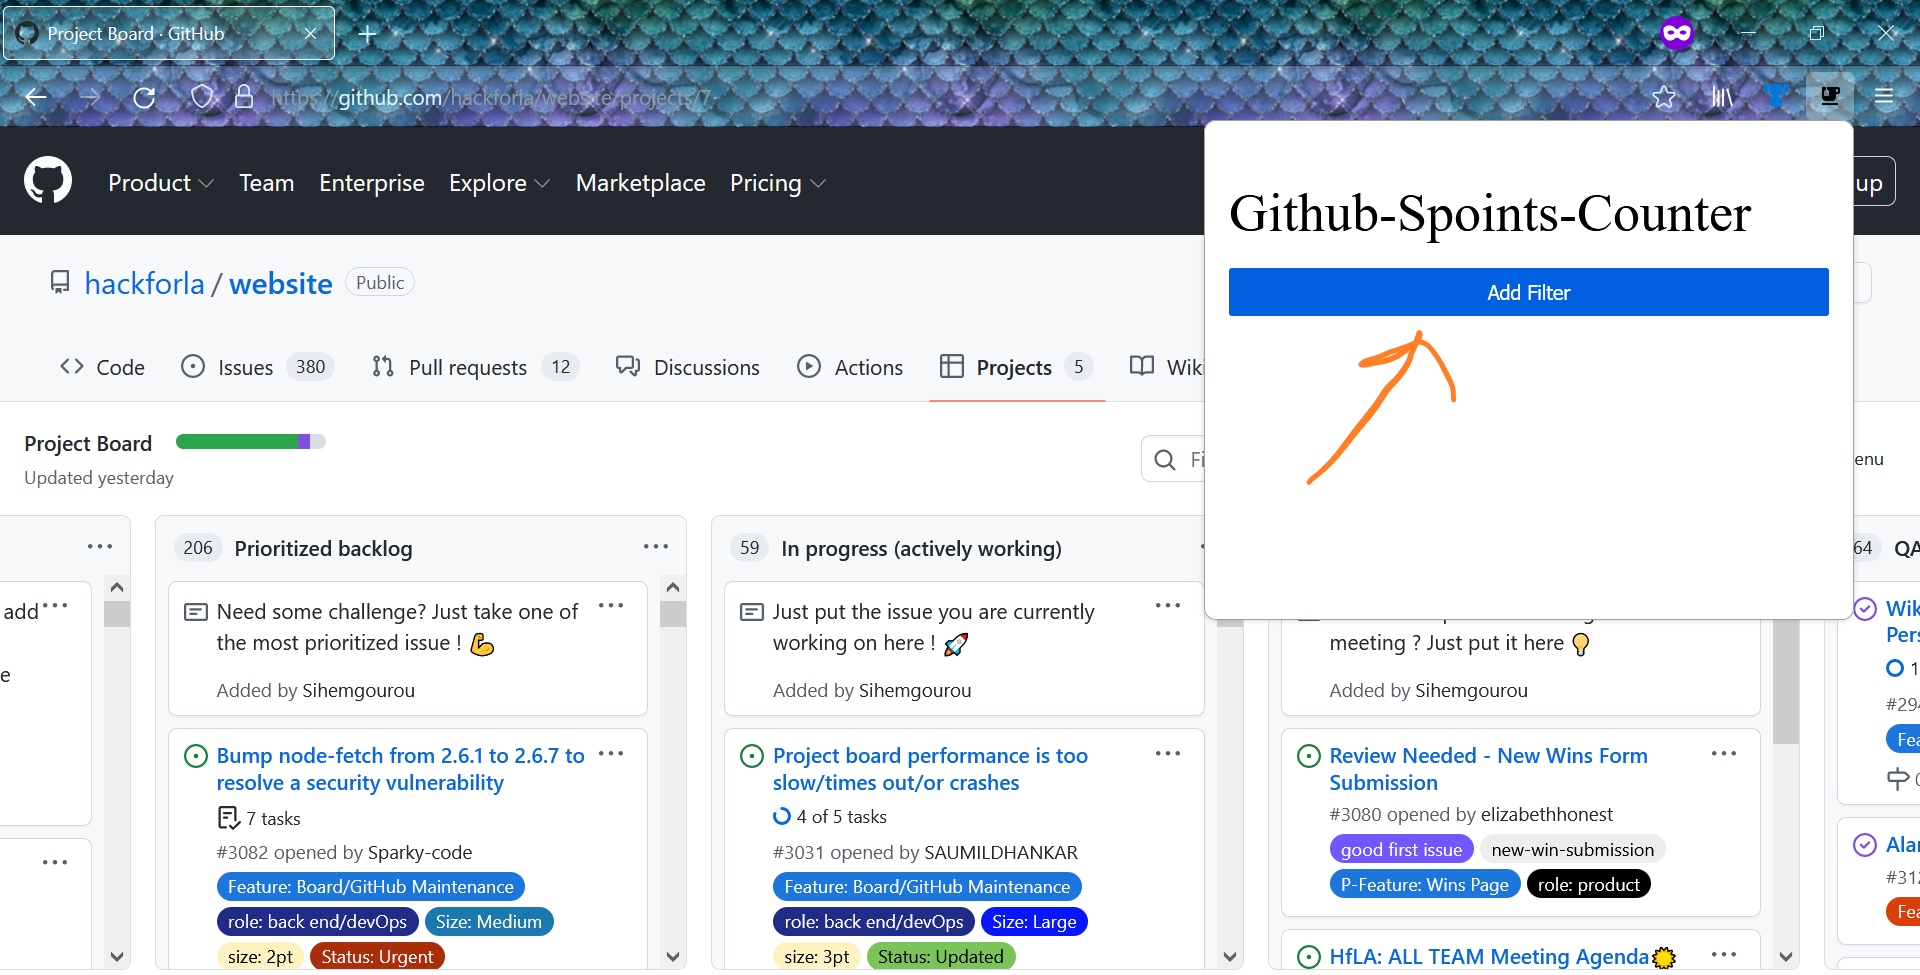 Project Board · GitHub
https://github.com/hackforla/website/projects/7
Product
Team
Enterprise
Explore
Marketplace
Pricing
up
Github-Spoints-Counter
Add Filter
hackforla / website
Public
Code
Issues 380
Pull requests 12
Discussions
Actions
Projects 5
Wiki
Project Board
Updated yesterday
Fi
enu
add
e
206 Prioritized backlog
Need some challenge? Just take one of
the most prioritized issue ! 💪
Added by Sihemgourou
Bump node-fetch from 2.6.1 to 2.6.7 to
resolve a security vulnerability
7 tasks
#3082 opened by Sparky-code
Feature: Board/GitHub Maintenance
role: back end/devOps Size: Medium
size: 2pt Status: Urgent
59 In progress (actively working)
Just put the issue you are currently
working on here ! 🚀
Added by Sihemgourou
Project board performance is too
slow/times out/or crashes
4 of 5 tasks
#3031 opened by SAUMILDHANKAR
Feature: Board/GitHub Maintenance
role: back end/devOps Size: Large
size: 3pt Status: Updated
meeting ? Just put it here 💡
Added by Sihemgourou
Review Needed - New Wins Form
Submission
#3080 opened by elizabethhonest
good first issue new-win-submission
P-Feature: Wins Page role: product
HfLA: ALL TEAM Meeting Agenda
64 QA
Wik
Pers
1
#294
Fea
Alar
#312
Fea